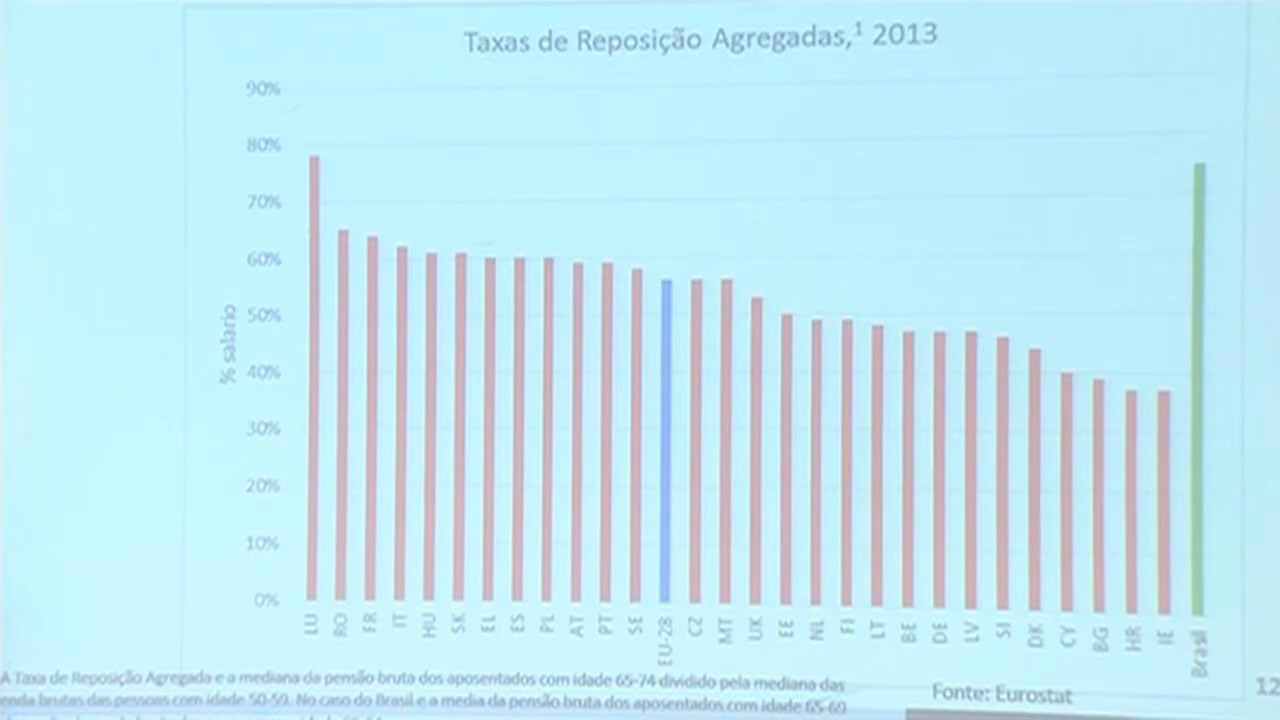 Taxas de Reposição Agregadas,¹ 2013
90%
80%
70%
60%
50%
40%
30%
20%
10%
0%
% salario
LU RO FR IT HU SK EL ES PL AT PT SE EU-28 CZ MT UK EE NL FI LT BE DE LV SI DK CY BG HR IE Brasil
A Taxa de Reposição Agregada e a mediana da pensão bruta dos aposentados com idade 65-74 dividido pela mediana das
enda brutas das pessoas com idade 50-59. No caso do Brasil e a media da pensão bruta dos aposentados com idade 65-69
Fonte: Eurostat
12